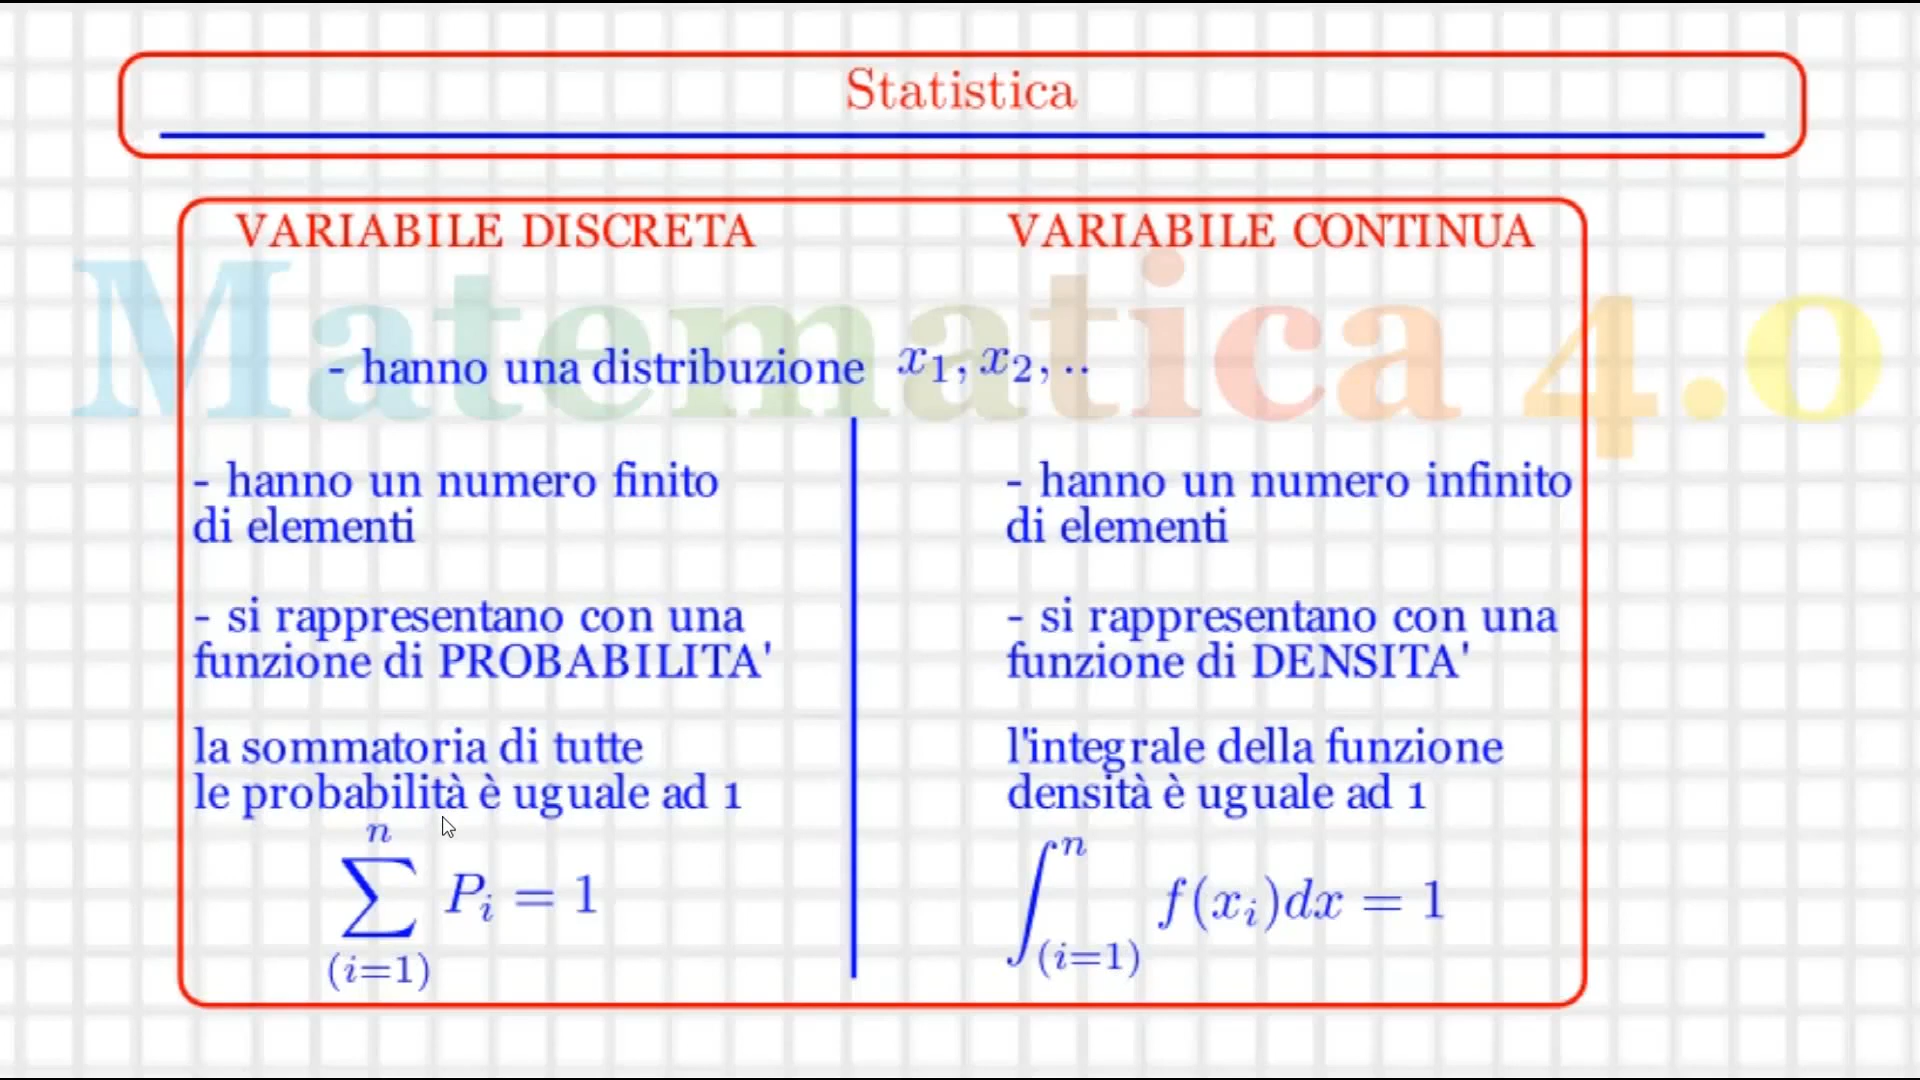 Statistica
VARIABILE DISCRETA
VARIABILE CONTINUA
Matematica 4.0
- hanno una distribuzione x₁, x₂, ..
- hanno un numero finito
di elementi
- si rappresentano con una
funzione di PROBABILITA'
la sommatoria di tutte
le probabilità è uguale ad 1
∑_{(i=1)}^{n} P_i = 1
- hanno un numero infinito
di elementi
- si rappresentano con una
funzione di DENSITA'
l'integrale della funzione
densità è uguale ad 1
∫_{(i=1)}^{n} f(x_i)dx = 1